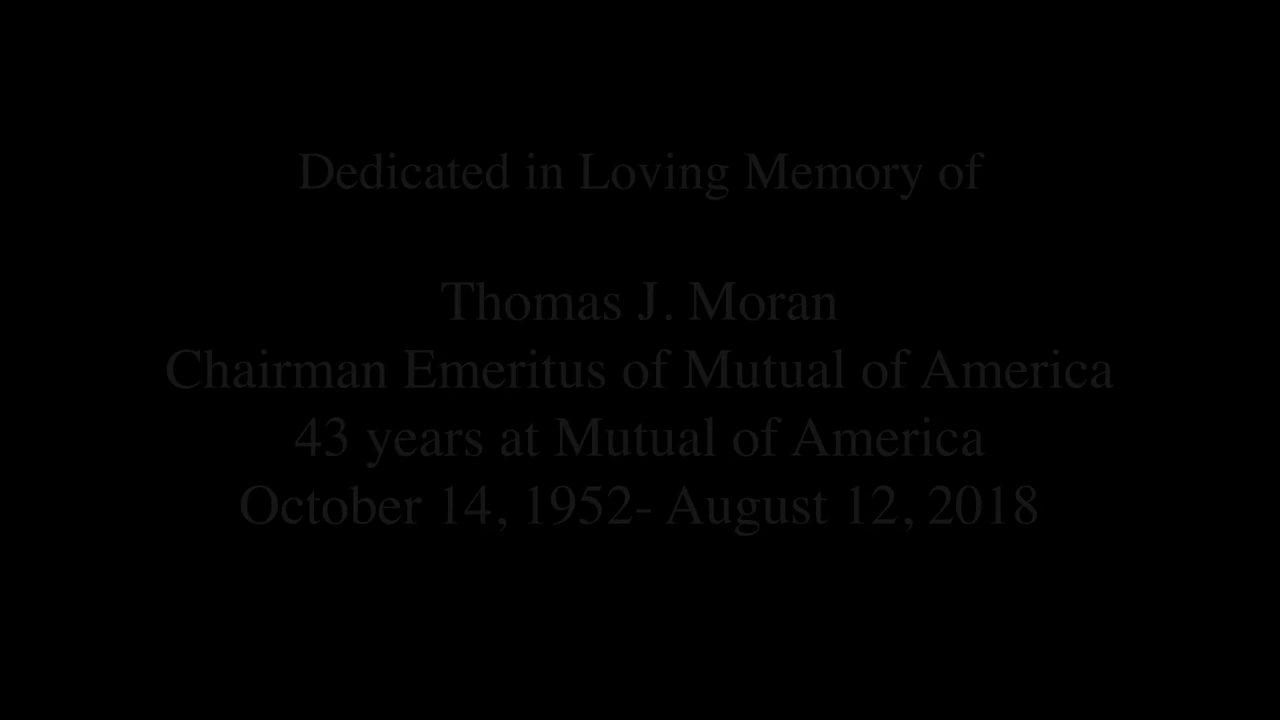 Dedicated in Loving Memory of
Thomas J. Moran
Chairman Emeritus of Mutual of America
43 years at Mutual of America
October 14, 1952- August 12, 2018